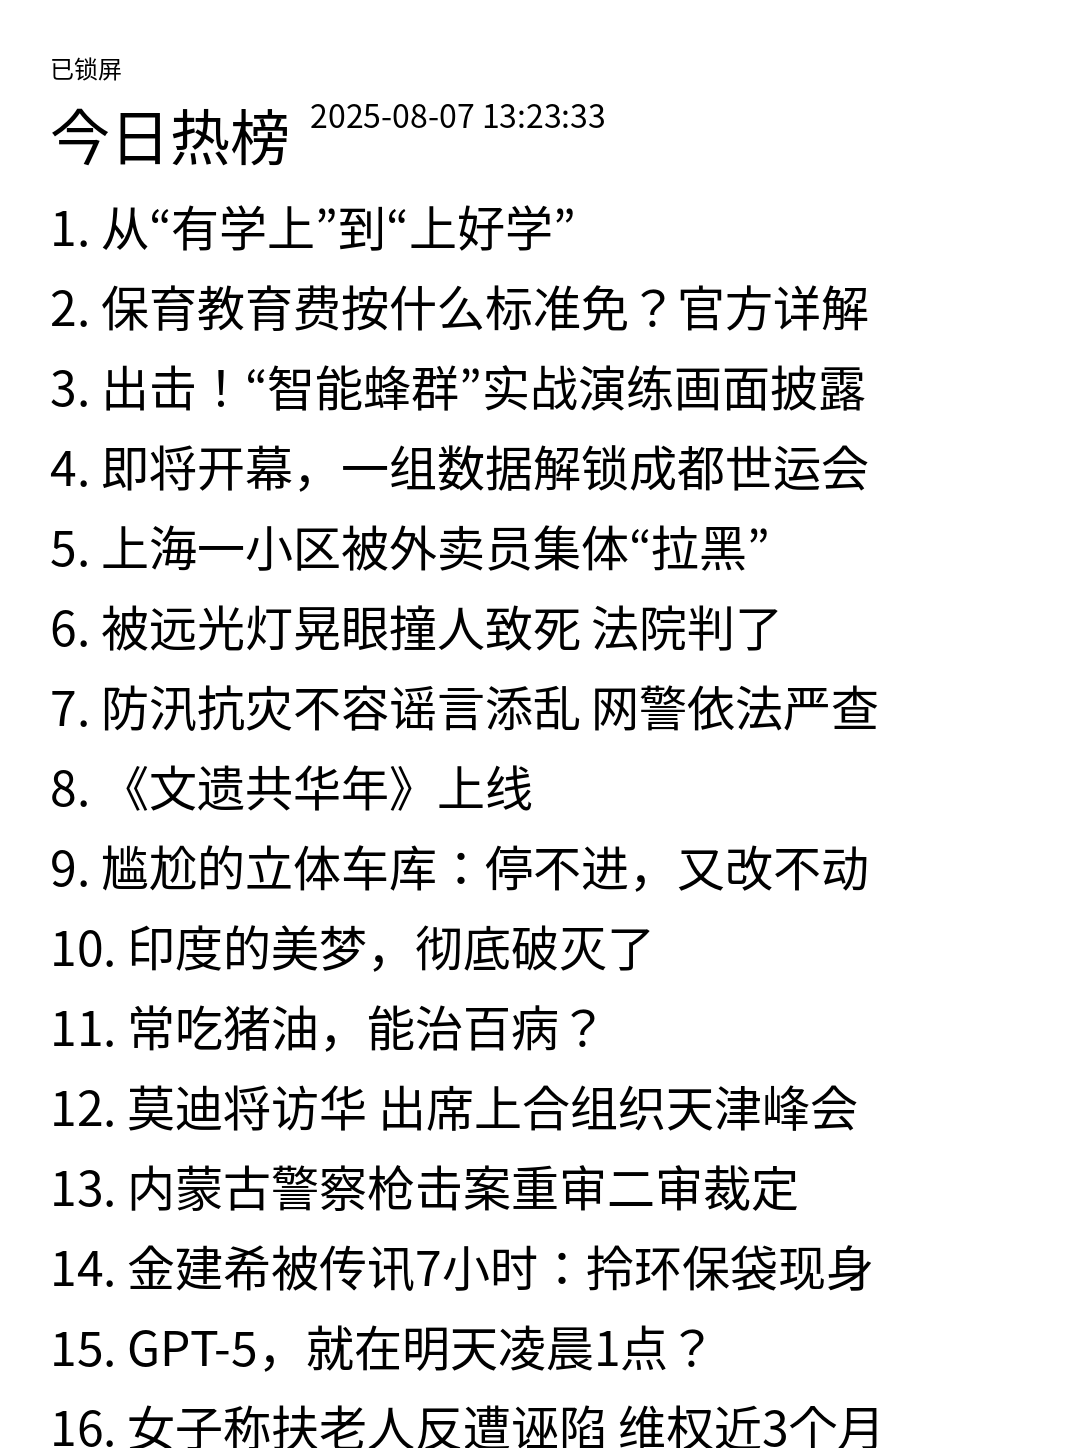 已锁屏
今日热榜 2025-08-07 13:23:33
1. 从“有学上”到“上好学”
2. 保育教育费按什么标准免？官方详解
3. 出击！“智能蜂群”实战演练画面披露
4. 即将开幕，一组数据解锁成都世运会
5. 上海一小区被外卖员集体“拉黑”
6. 被远光灯晃眼撞人致死 法院判了
7. 防汛抗灾不容谣言添乱 网警依法严查
8. 《文遗共华年》上线
9. 尴尬的立体车库：停不进，又改不动
10. 印度的美梦，彻底破灭了
11. 常吃猪油，能治百病？
12. 莫迪将访华 出席上合组织天津峰会
13. 内蒙古警察枪击案重审二审裁定
14. 金建希被传讯7小时：拎环保袋现身
15. GPT-5，就在明天凌晨1点？
16. 女子称扶老人反遭诬陷 维权近3个月